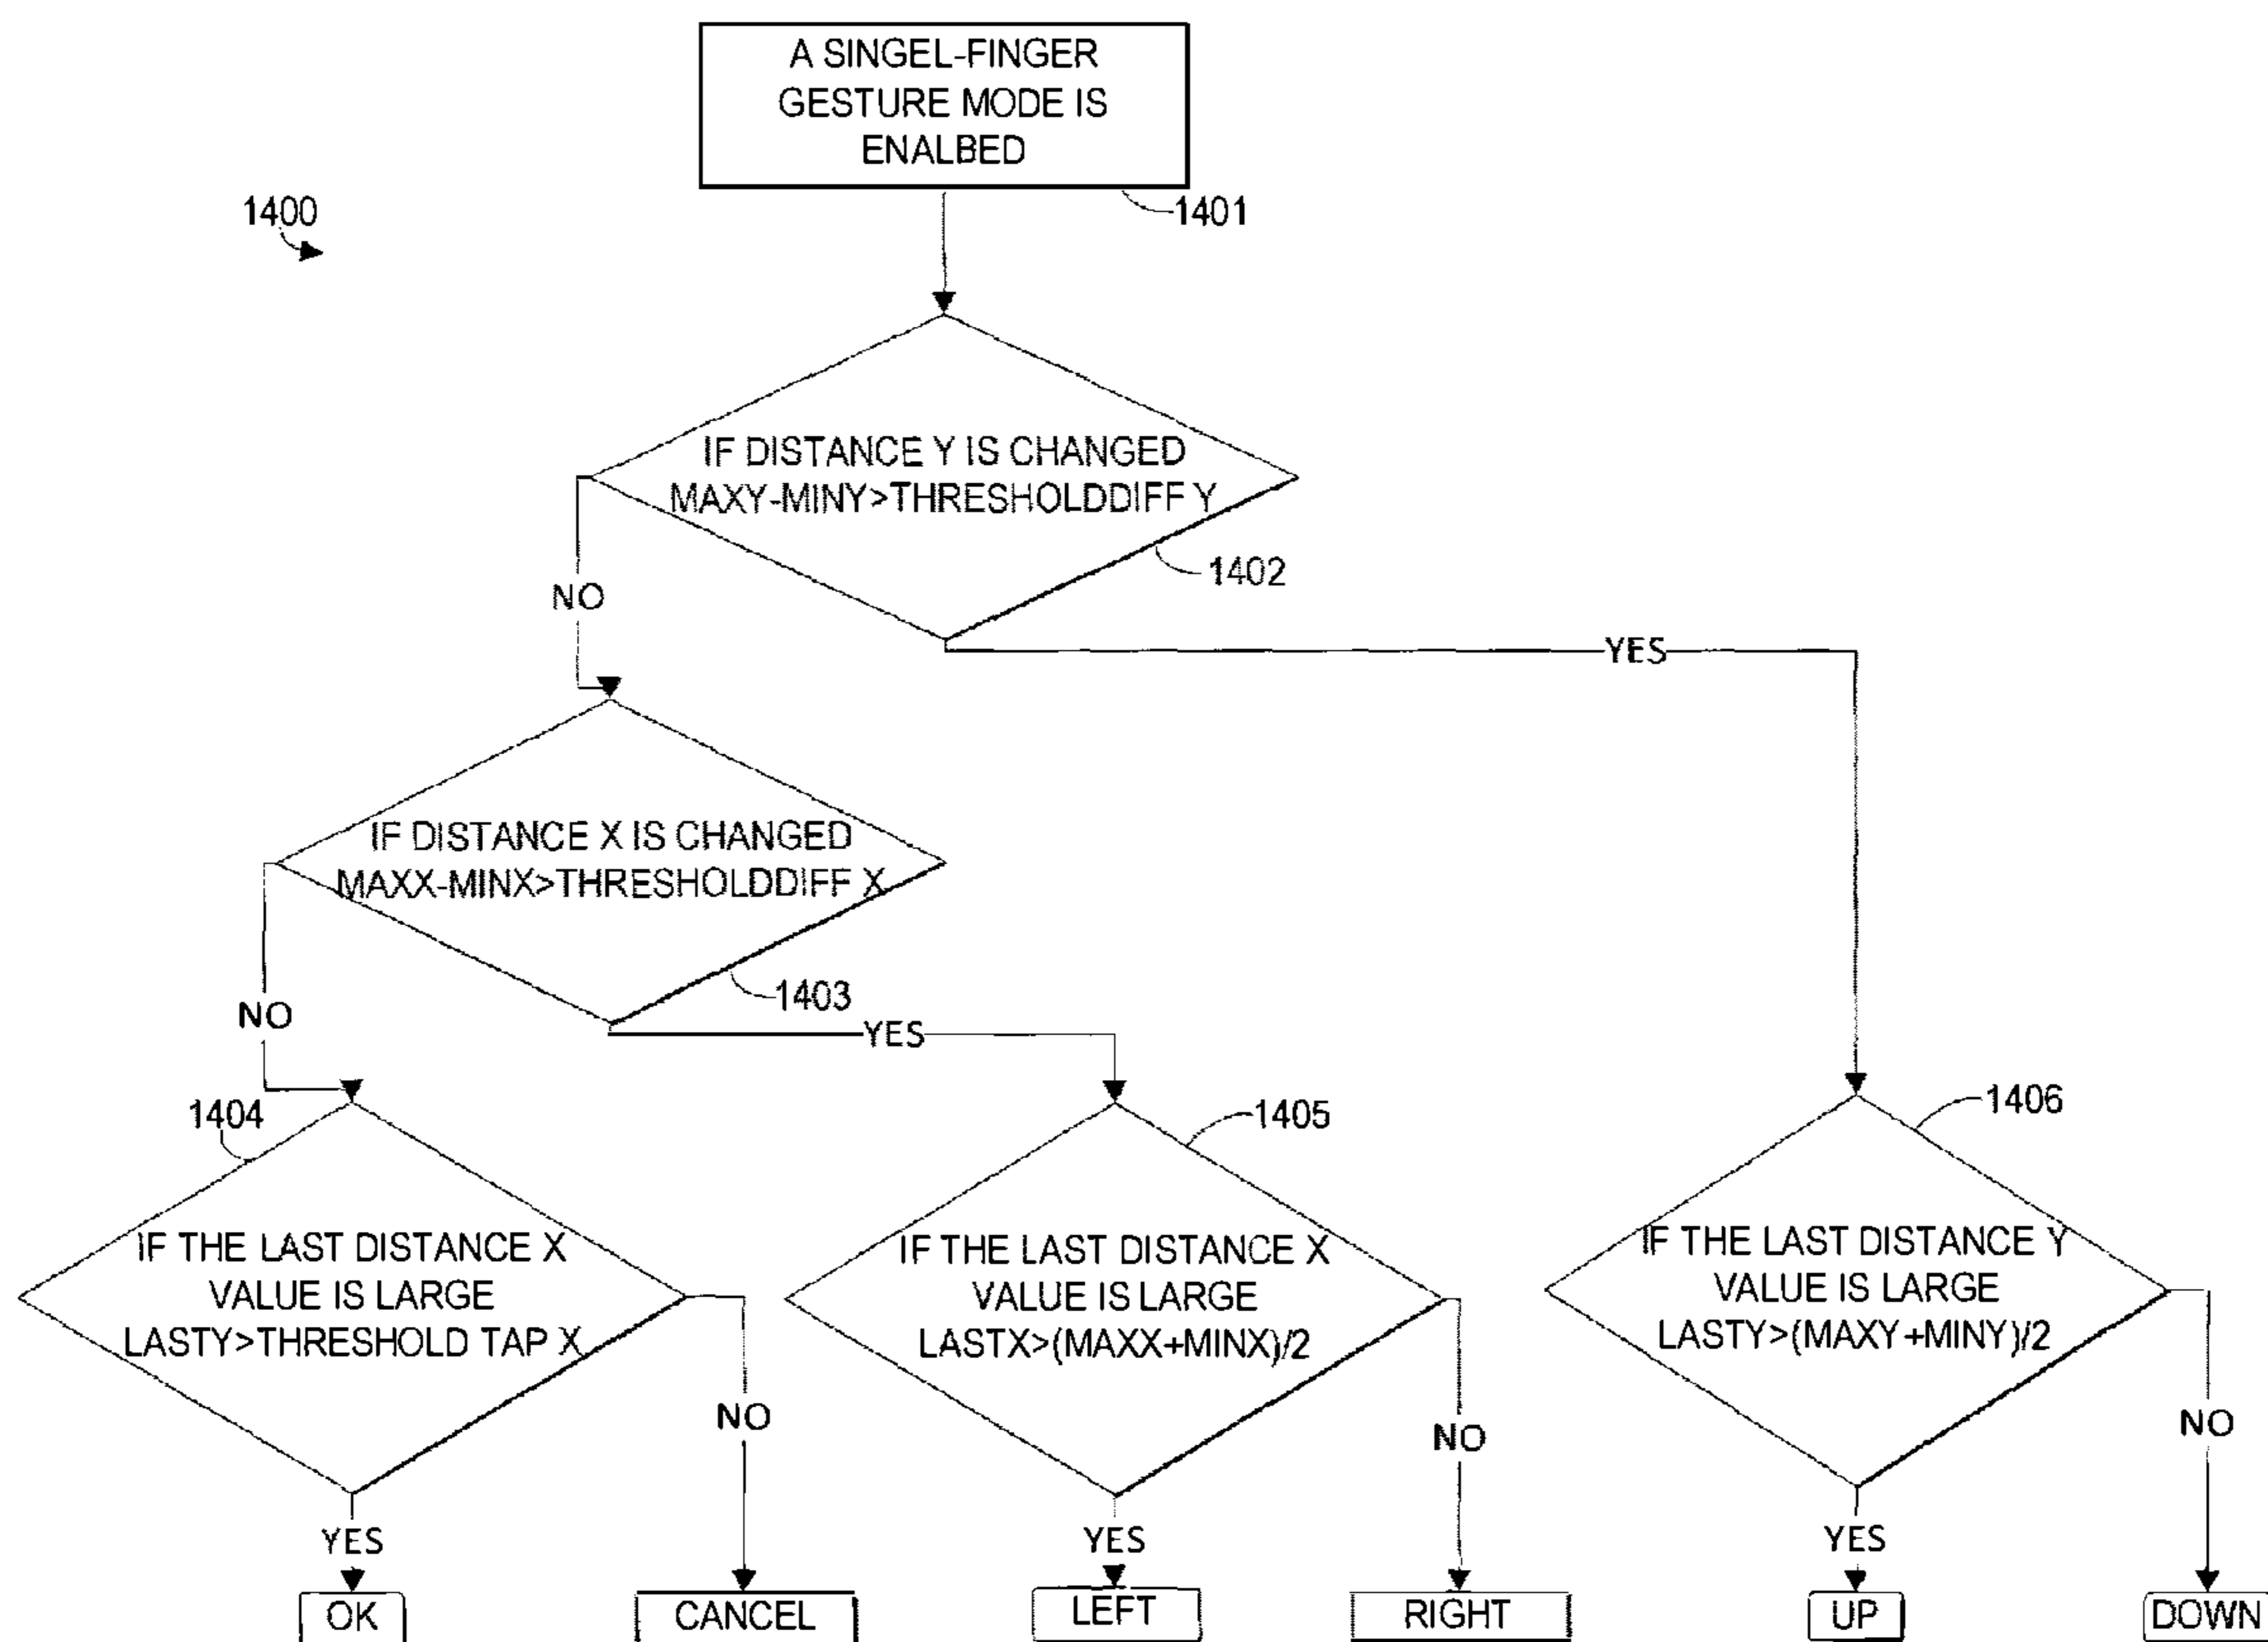 A SINGEL-FINGER
GESTURE MODE IS
ENALBED
1400
1401
IF DISTANCE Y IS CHANGED
MAXY-MINY>THRESHOLDDIFF Y
1402
NO
YES
IF DISTANCE X IS CHANGED
MAXX-MINX>THRESHOLDDIFF X
1403
NO
YES
1404
1405
1406
IF THE LAST DISTANCE X
VALUE IS LARGE
LASTY>THRESHOLD TAP X
IF THE LAST DISTANCE X
VALUE IS LARGE
LASTX>(MAXX+MINX)/2
IF THE LAST DISTANCE Y
VALUE IS LARGE
LASTY>(MAXY+MINY)/2
NO
NO
NO
YES
YES
YES
OK
CANCEL
LEFT
RIGHT
UP
DOWN